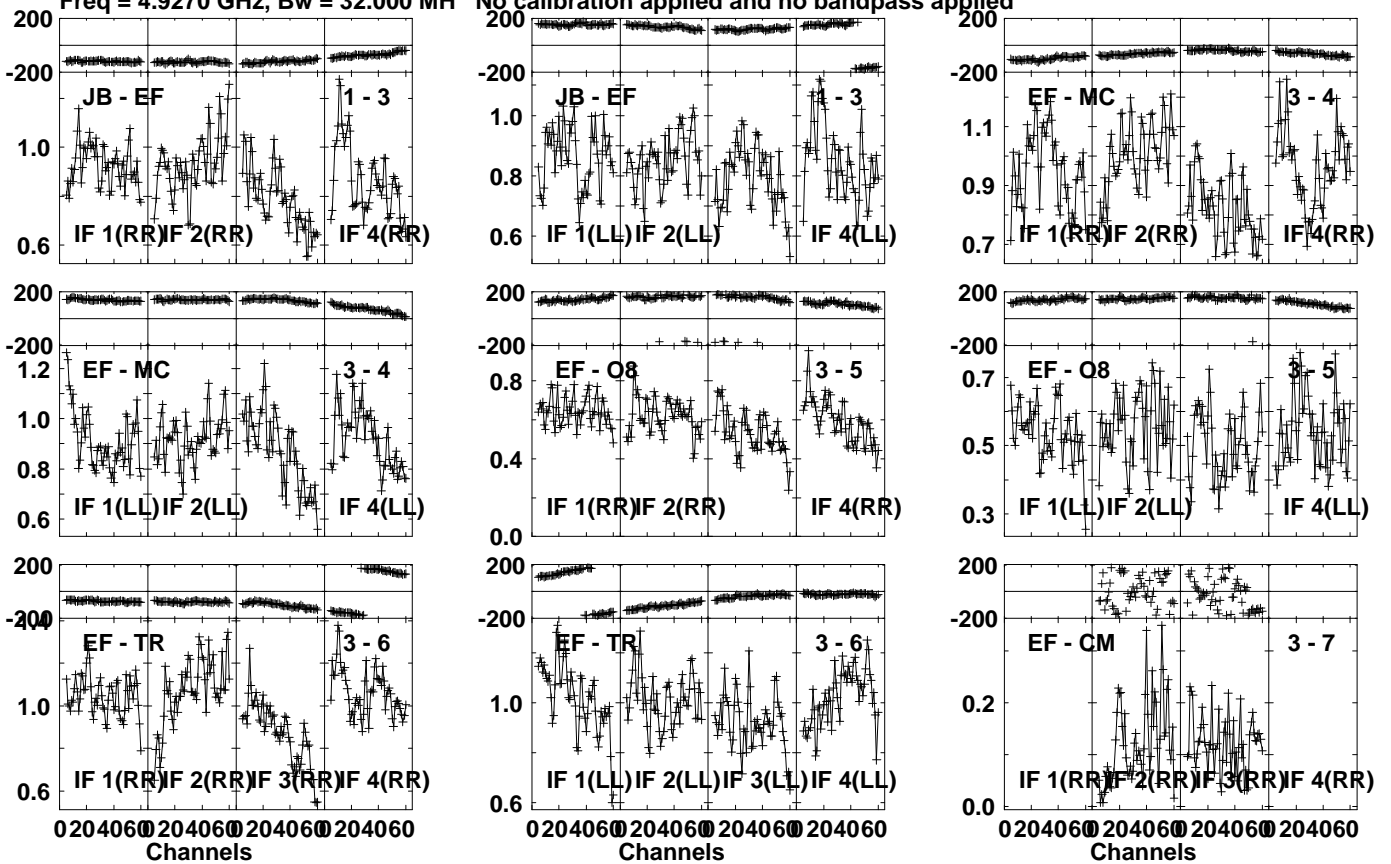 Freq = 4.9270 GHz, Bw = 32.000 MH No calibration applied and no bandpass applied
200
-200
JB - EF 1 - 3
1.0
0.6
IF 1(RR) IF 2(RR) IF 4(RR)
JB - EF 1 - 3
1.0
0.8
0.6
IF 1(LL) IF 2(LL) IF 4(LL)
200
-200
EF - MC 3 - 4
1.1
0.9
0.7
IF 1(RR) IF 2(RR) IF 4(RR)
200
-200
EF - MC 3 - 4
1.2
1.0
0.8
0.6
IF 1(LL) IF 2(LL) IF 4(LL)
200
-200
EF - O8 3 - 5
0.8
0.4
0.0
IF 1(RR) IF 2(RR) IF 4(RR)
200
-200
EF - O8 3 - 5
0.7
0.5
0.3
IF 1(LL) IF 2(LL) IF 4(LL)
200
-200
1.4
EF - TR 3 - 6
1.0
0.6
IF 1(RR) IF 2(RR) IF 3(RR) IF 4(RR)
0 20 40 60 0 20 40 60 0 20 40 60 0 20 40 60
Channels
200
-200
EF - TR 3 - 6
1.0
0.6
IF 1(LL) IF 2(LL) IF 3(LL) IF 4(LL)
0 20 40 60 0 20 40 60 0 20 40 60 0 20 40 60
Channels
200
-200
EF - CM 3 - 7
0.2
0.0
IF 1(RR) IF 2(RR) IF 3(RR) IF 4(RR)
0 20 40 60 0 20 40 60 0 20 40 60 0 20 40 60
Channels